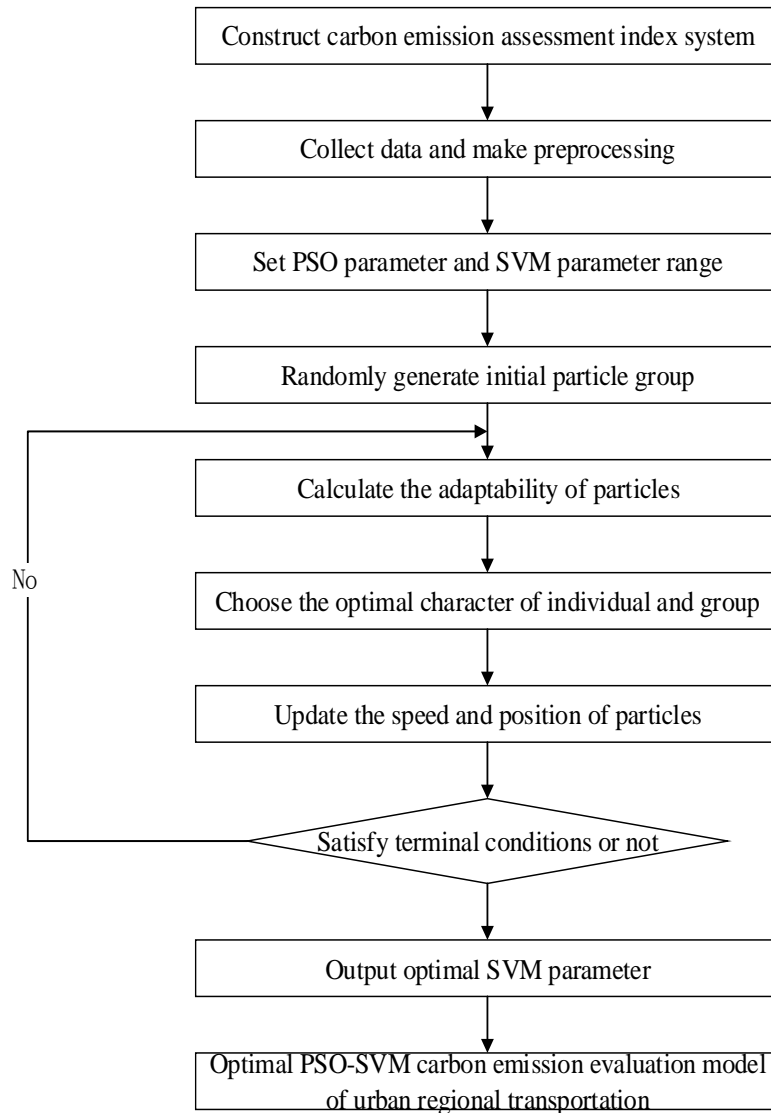 Construct carbon emission assessment index system
Collect data and make preprocessing
Set PSO parameter and SVM parameter range
Randomly generate initial particle group
Calculate the adaptability of particles
No
Choose the optimal character of individual and group
Update the speed and position of particles
Satisfy terminal conditions or not
Output optimal SVM parameter
Optimal PSO-SVM carbon emission evaluation model
of urban regional transportation